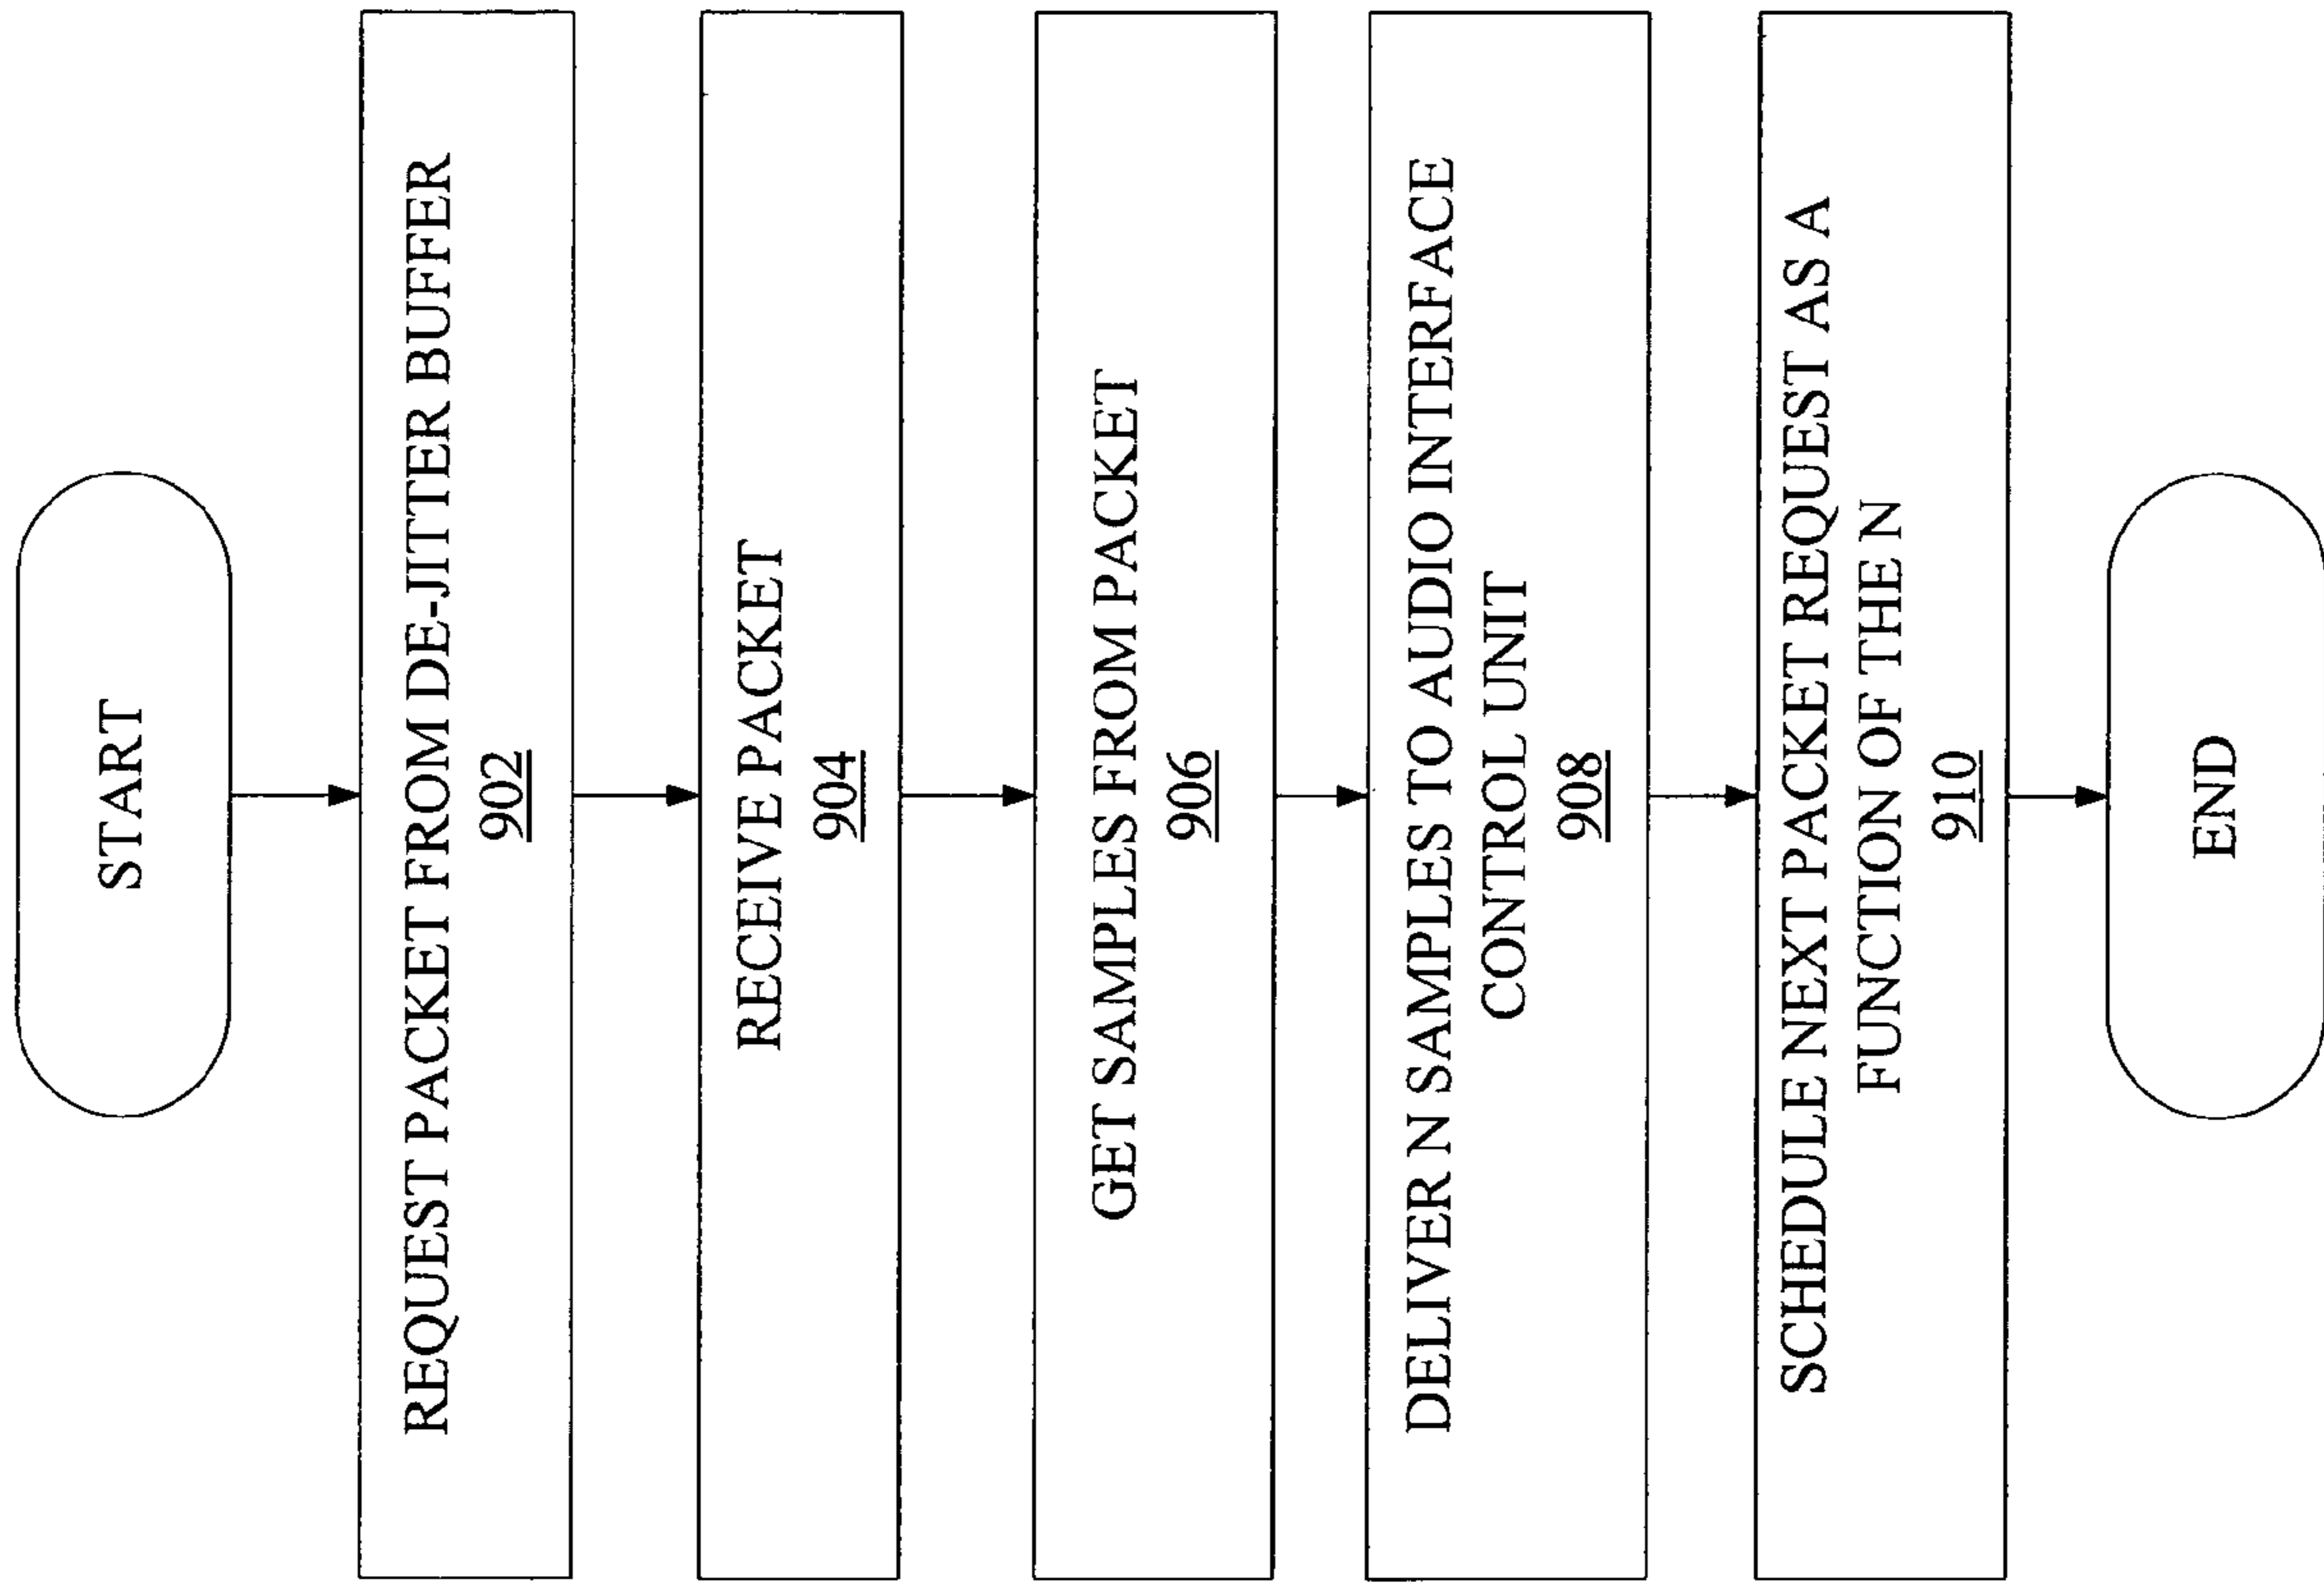 START
REQUEST PACKET FROM DE-JITTER BUFFER
902
RECEIVE PACKET
904
GET SAMPLES FROM PACKET
906
DELIVER N SAMPLES TO AUDIO INTERFACE
CONTROL UNIT
908
SCHEDULE NEXT PACKET REQUEST AS A
FUNCTION OF THE N
910
END